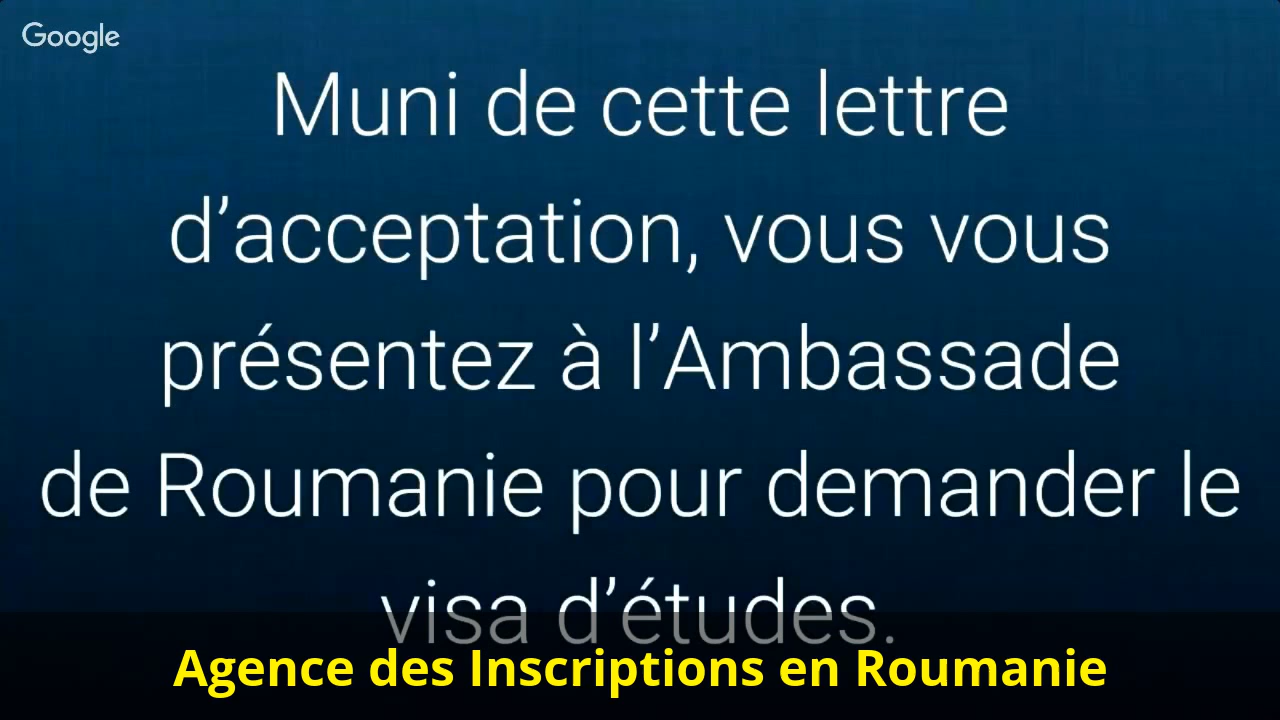 Google
Muni de cette lettre
d’acceptation, vous vous
présentez à l’Ambassade
de Roumanie pour demander le
visa d’études.
Agence des Inscriptions en Roumanie